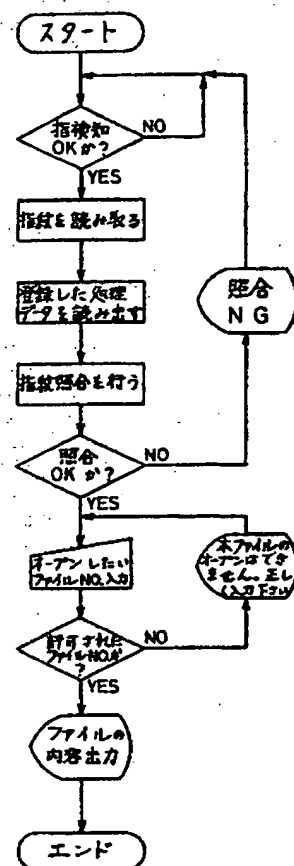 スタート
指検知
OKか?
NO
YES
指紋を読み取る
登録した処理
データを読み出す
照合
NG
指紋照合を行う
照合
OKか?
NO
YES
オープンしたい
ファイルNO.入力
本ファイルの
オープンはでき
ません。正し
く入力下さい
許可された
ファイルNO.か
?
NO
YES
ファイルの
内容出力
エンド